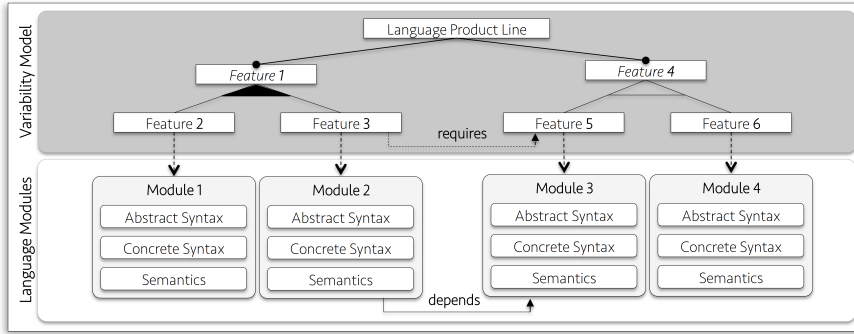 Variability Model
Language Product Line
Feature 1
Feature 4
Feature 2
Feature 3
requires
Feature 5
Feature 6
Language Modules
Module 1
Abstract Syntax
Concrete Syntax
Semantics
Module 2
Abstract Syntax
Concrete Syntax
Semantics
depends
Module 3
Abstract Syntax
Concrete Syntax
Semantics
Module 4
Abstract Syntax
Concrete Syntax
Semantics